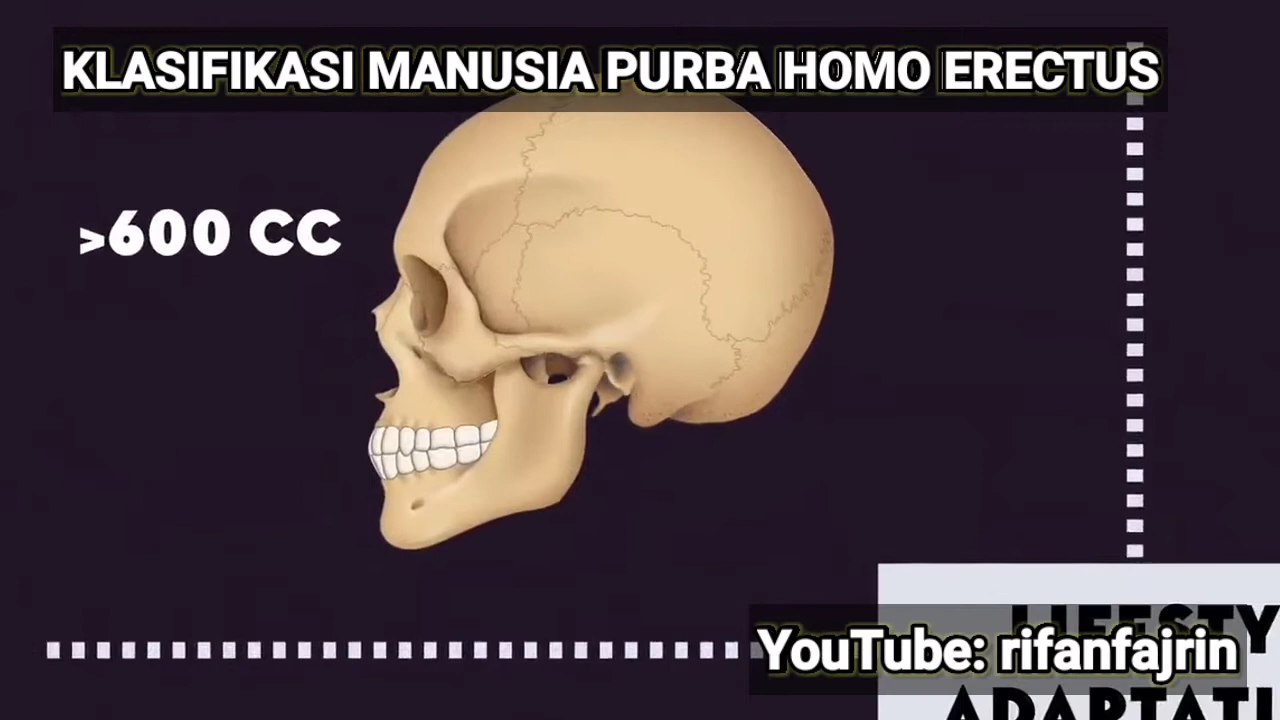 KLASIFIKASI MANUSIA PURBA HOMO ERECTUS
>600 CC
YouTube: rifanfajrin